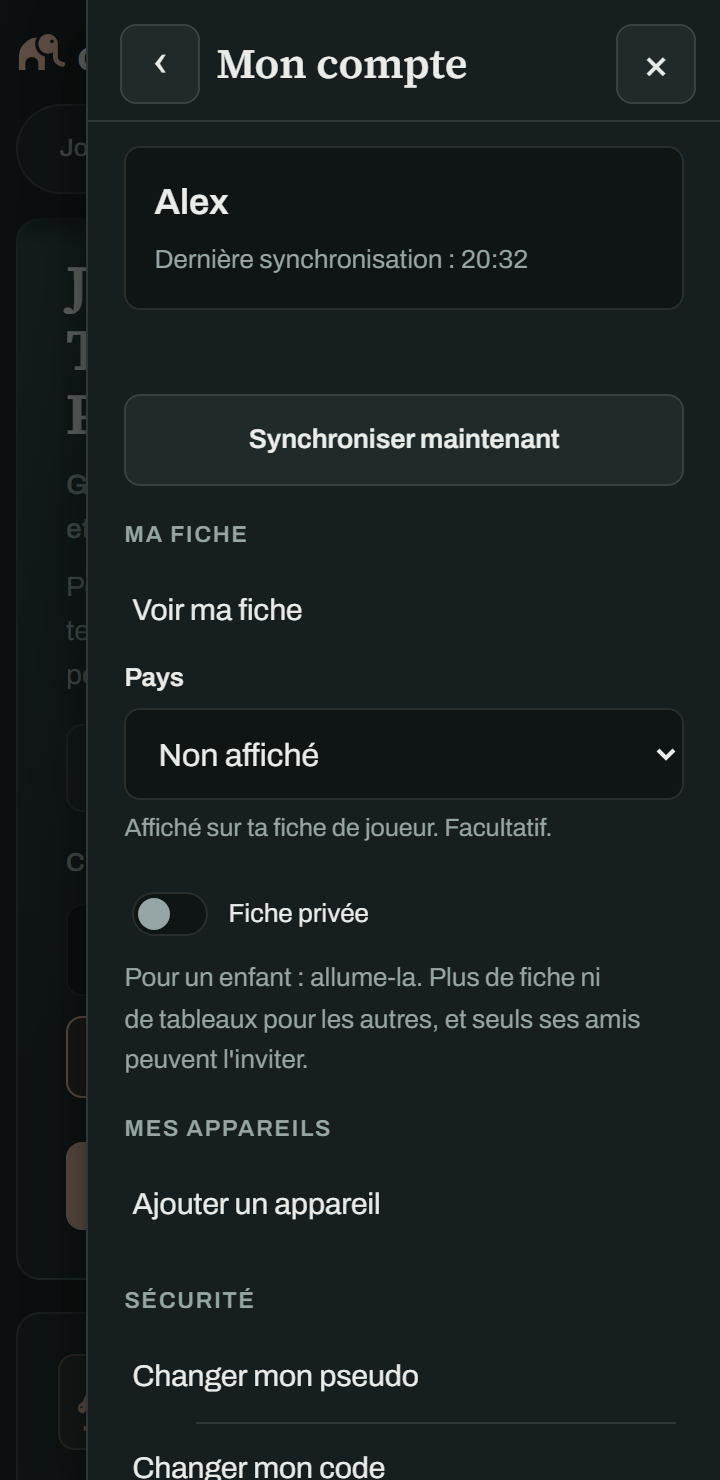 Mon compte
Alex
Dernière synchronisation : 20:32
Synchroniser maintenant
MA FICHE
Voir ma fiche
Pays
Non affiché
Affiché sur ta fiche de joueur. Facultatif.
Fiche privée
Pour un enfant : allume-la. Plus de fiche ni
de tableaux pour les autres, et seuls ses amis
peuvent l'inviter.
MES APPAREILS
Ajouter un appareil
SÉCURITÉ
Changer mon pseudo
Changer mon code